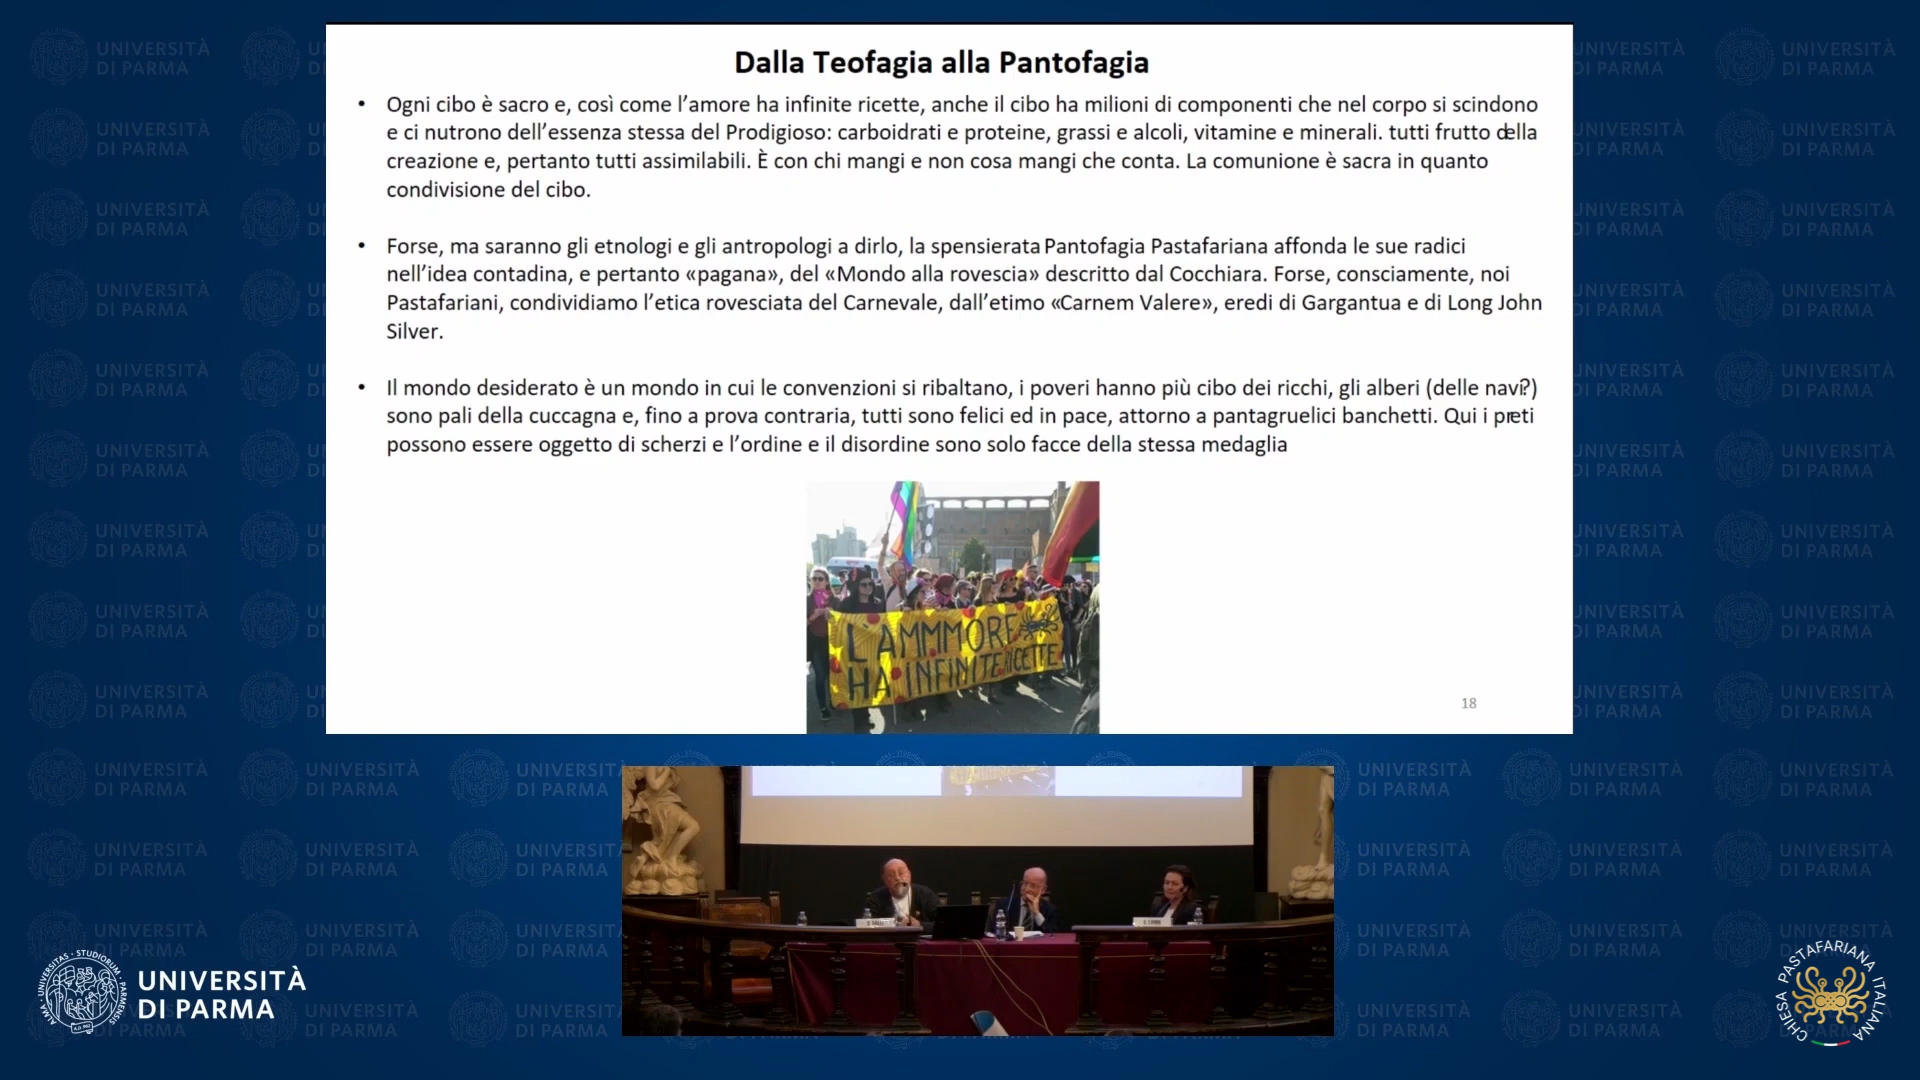 Dalla Teofagia alla Pantofagia
• Ogni cibo è sacro e, così come l’amore ha infinite ricette, anche il cibo ha milioni di componenti che nel corpo si scindono
e ci nutrono dell’essenza stessa del Prodigioso: carboidrati e proteine, grassi e alcoli, vitamine e minerali. tutti frutto della
creazione e, pertanto tutti assimilabili. È con chi mangi e non cosa mangi che conta. La comunione è sacra in quanto
condivisione del cibo.
• Forse, ma saranno gli etnologi e gli antropologi a dirlo, la spensierata Pantofagia Pastafariana affonda le sue radici
nell’idea contadina, e pertanto «pagana», del «Mondo alla rovescia» descritto dal Cocchiara. Forse, consciamente, noi
Pastafariani, condividiamo l’etica rovesciata del Carnevale, dall’etimo «Carnem Valere», eredi di Gargantua e di Long John
Silver.
• Il mondo desiderato è un mondo in cui le convenzioni si ribaltano, i poveri hanno più cibo dei ricchi, gli alberi (delle navi?)
sono pali della cuccagna e, fino a prova contraria, tutti sono felici ed in pace, attorno a pantagruelici banchetti. Qui i preti
possono essere oggetto di scherzi e l’ordine e il disordine sono solo facce della stessa medaglia
L'AMMMORE
HA INFINITE RICETTE
18
UNIVERSITÀ
DI PARMA
CHIESA PASTAFARIANA ITALIANA